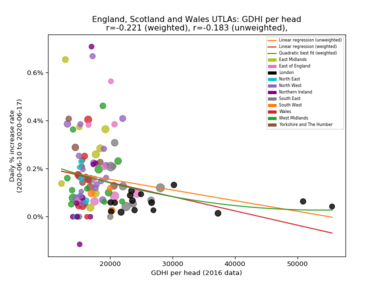 England, Scotland and Wales UTLAs: GDHI per head
r=-0.221 (weighted), r=-0.183 (unweighted),
Linear regression (unweighted)
Linear regression (weighted)
Quadratic best fit (weighted)
East Midlands
East of England
London
North East
North West
Northern Ireland
South East
South West
Wales
West Midlands
Yorkshire and The Humber
Daily % increase rate
(2020-06-10 to 2020-06-17)
0.6%
0.4%
0.2%
0.0%
20000
30000
40000
50000
GDHI per head (2016 data)